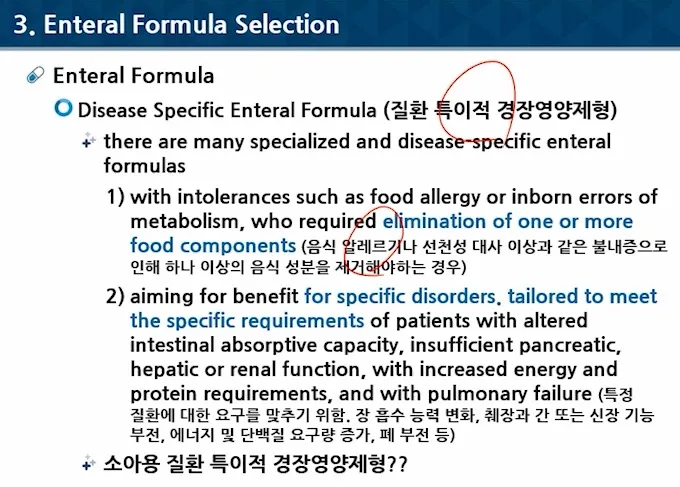 3. Enteral Formula Selection
Enteral Formula
Disease Specific Enteral Formula (질환 특이적 경장영양제형)
there are many specialized and disease-specific enteral
formulas
1) with intolerances such as food allergy or inborn errors of
metabolism, who required elimination of one or more
food components (음식 알레르기나 선천성 대사 이상과 같은 불내증으로
인해 하나 이상의 음식 성분을 제거해야하는 경우)
2) aiming for benefit for specific disorders, tailored to meet
the specific requirements of patients with altered
intestinal absorptive capacity, insufficient pancreatic,
hepatic or renal function, with increased energy and
protein requirements, and with pulmonary failure (특정
질환에 대한 요구를 맞추기 위함. 장 흡수 능력 변화, 췌장과 간 또는 신장 기능
부전, 에너지 및 단백질 요구량 증가, 폐 부전 등)
소아용 질환 특이적 경장영양제형??